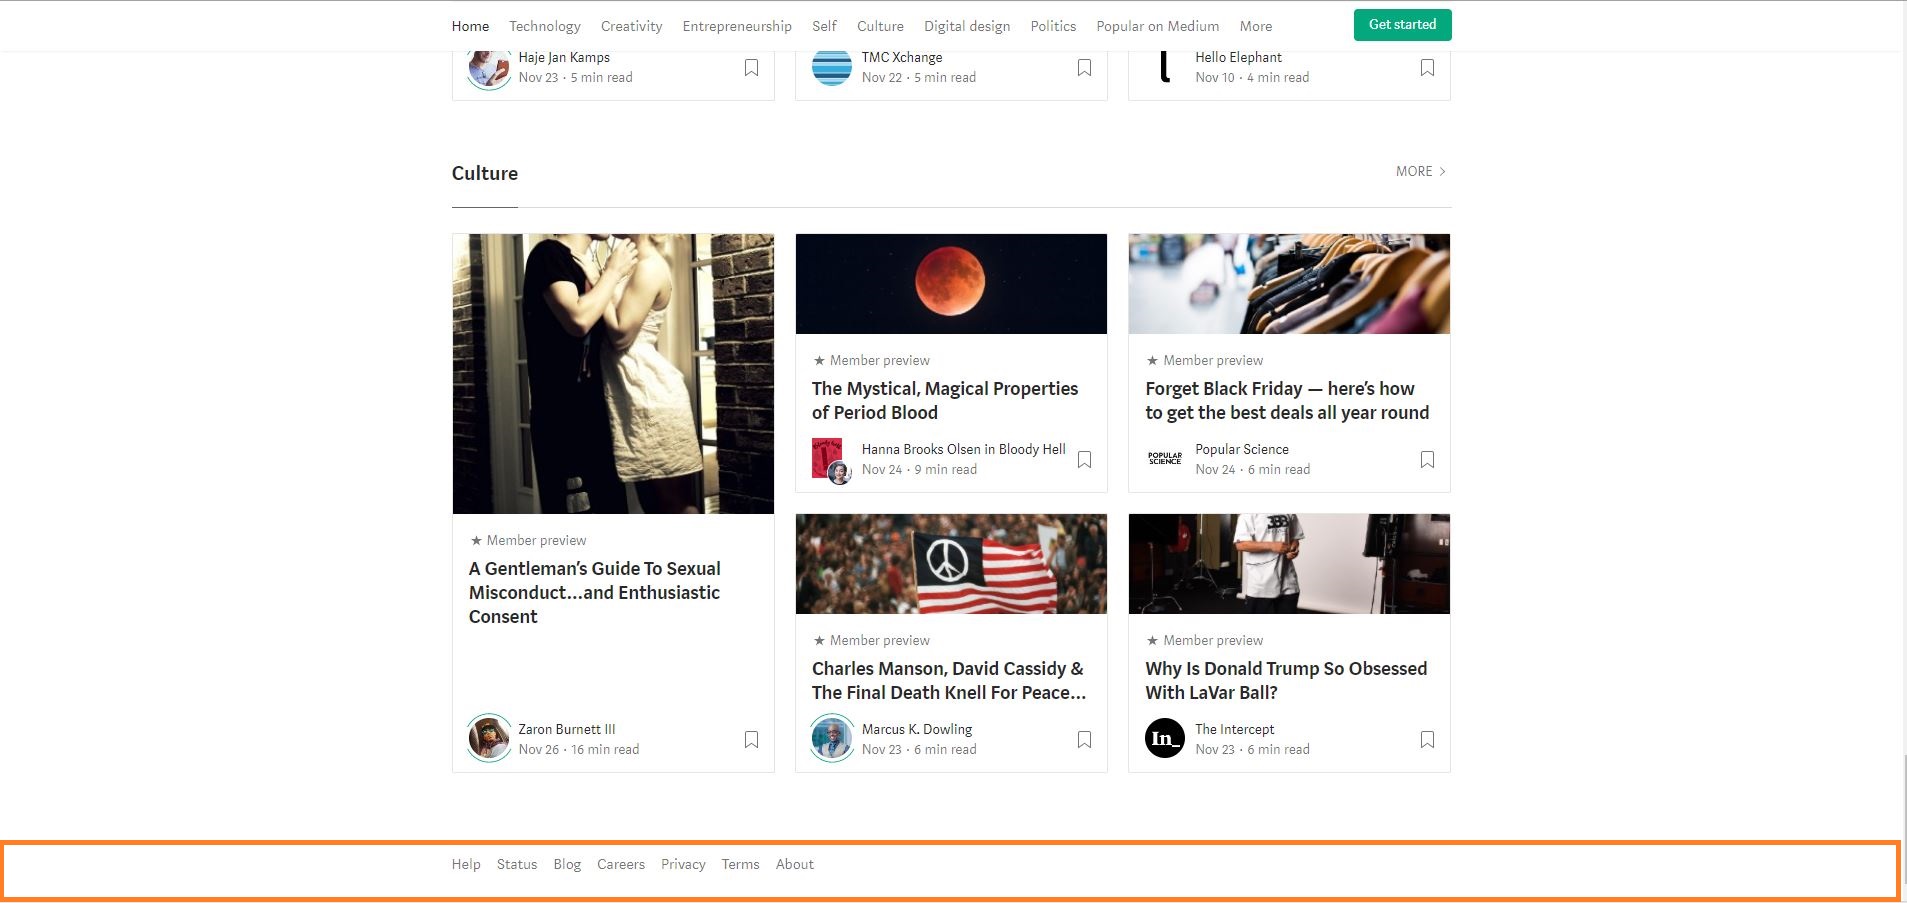 Home Technology Creativity Entrepreneurship Self Culture Digital design Politics Popular on Medium More Get started
Haje Jan Kamps
Nov 23 · 5 min read
TMC Xchange
Nov 22 · 5 min read
Hello Elephant
Nov 10 · 4 min read
Culture
MORE
★ Member preview
A Gentleman's Guide To Sexual
Misconduct…and Enthusiastic
Consent
Zaron Burnett III
Nov 26 · 16 min read
★ Member preview
The Mystical, Magical Properties
of Period Blood
Hanna Brooks Olsen in Bloody Hell
Nov 24 · 9 min read
★ Member preview
Forget Black Friday — here's how
to get the best deals all year round
POPULAR
SCIENCE
Popular Science
Nov 24 · 6 min read
★ Member preview
Charles Manson, David Cassidy &
The Final Death Knell For Peace…
Marcus K. Dowling
Nov 23 · 6 min read
★ Member preview
Why Is Donald Trump So Obsessed
With LaVar Ball?
In_
The Intercept
Nov 23 · 6 min read
Help Status Blog Careers Privacy Terms About